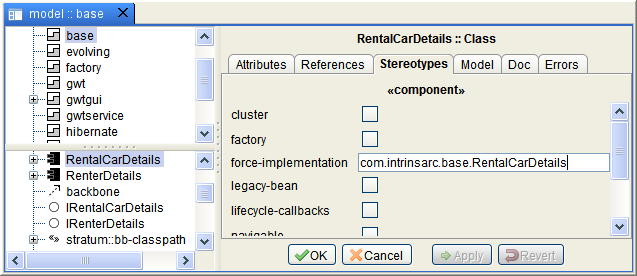 model :: base
base
evolving
factory
gwt
gwtgui
gwtservice
hibernate
RentalCarDetails
RenterDetails
backbone
IRentalCarDetails
IRenterDetails
stratum::bb-classpath
RentalCarDetails :: Class
Attributes References Stereotypes Model Doc Errors
«component»
cluster
factory
force-implementation com.intrinsarc.base.RentalCarDetails
legacy-bean
lifecycle-callbacks
navigable
OK Cancel Apply Revert